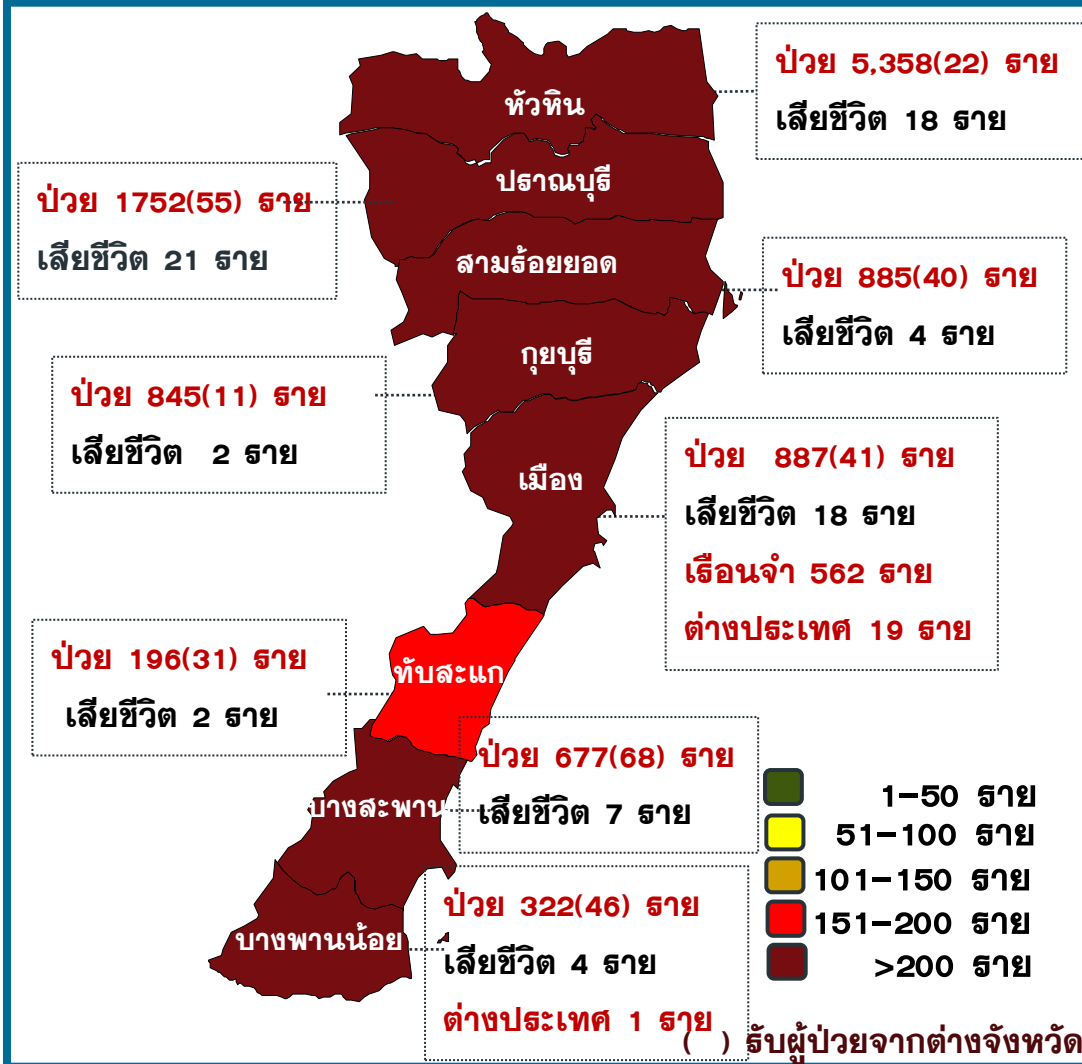 ป่วย 5,358(22) ราย
เสียชีวิต 18 ราย
หัวหิน
ปราณบุรี
ป่วย 1752(55) ราย
เสียชีวิต 21 ราย
สามร้อยยอด
ป่วย 885(40) ราย
เสียชีวิต 4 ราย
กุยบุรี
ป่วย 845(11) ราย
เสียชีวิต 2 ราย
เมือง
ป่วย 887(41) ราย
เสียชีวิต 18 ราย
เรือนจำ 562 ราย
ต่างประเทศ 19 ราย
ทับสะแก
ป่วย 196(31) ราย
เสียชีวิต 2 ราย
บางสะพาน
ป่วย 677(68) ราย
เสียชีวิต 7 ราย
บางพานน้อย
ป่วย 322(46) ราย
เสียชีวิต 4 ราย
ต่างประเทศ 1 ราย
1-50 ราย
51-100 ราย
101-150 ราย
151-200 ราย
>200 ราย
( ) รับผู้ป่วยจากต่างจังหวัด